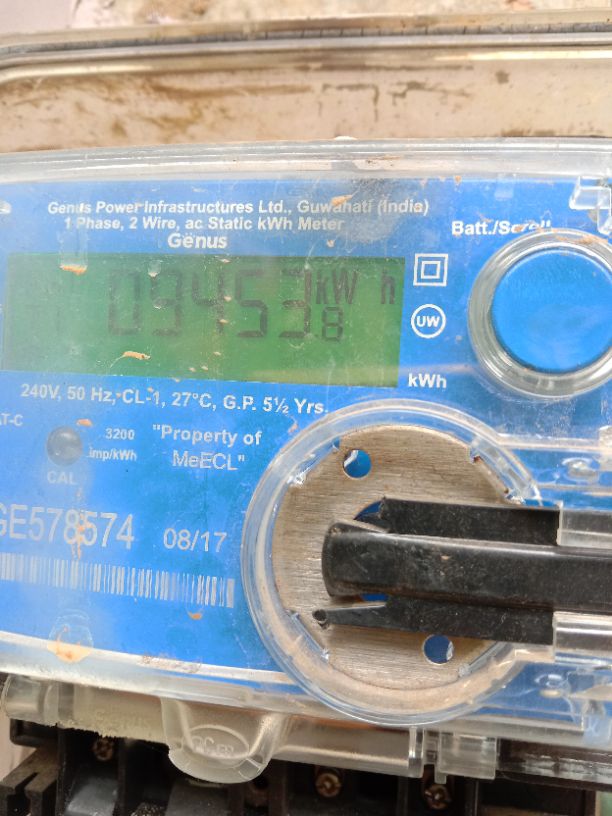 Genus Power Infrastructures Ltd., Guwahati (India)
1 Phase, 2 Wire, ac Static kWh Meter
Genus
Batt./Scroll
09453.8 kW h
UW
kWh
240V, 50 Hz, CL-1, 27°C, G.P. 5½ Yrs.
AT-C
3200
imp/kWh
CAL
"Property of
MeECL"
GE578574 08/17